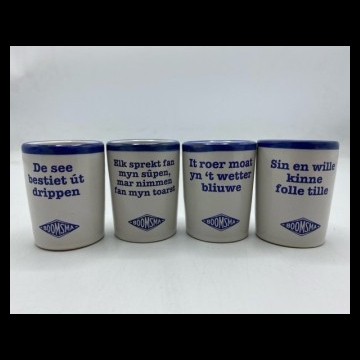 De see
bestiet út
drippen
BOOMSMA
Elk sprekt fan
myn sûpen,
mar nimmen
fan myn toarst
BOOMSMA
It roer moat
yn 't wetter
bliuwe
BOOMSMA
Sin en wille
kinne
folle tille
BOOMSMA